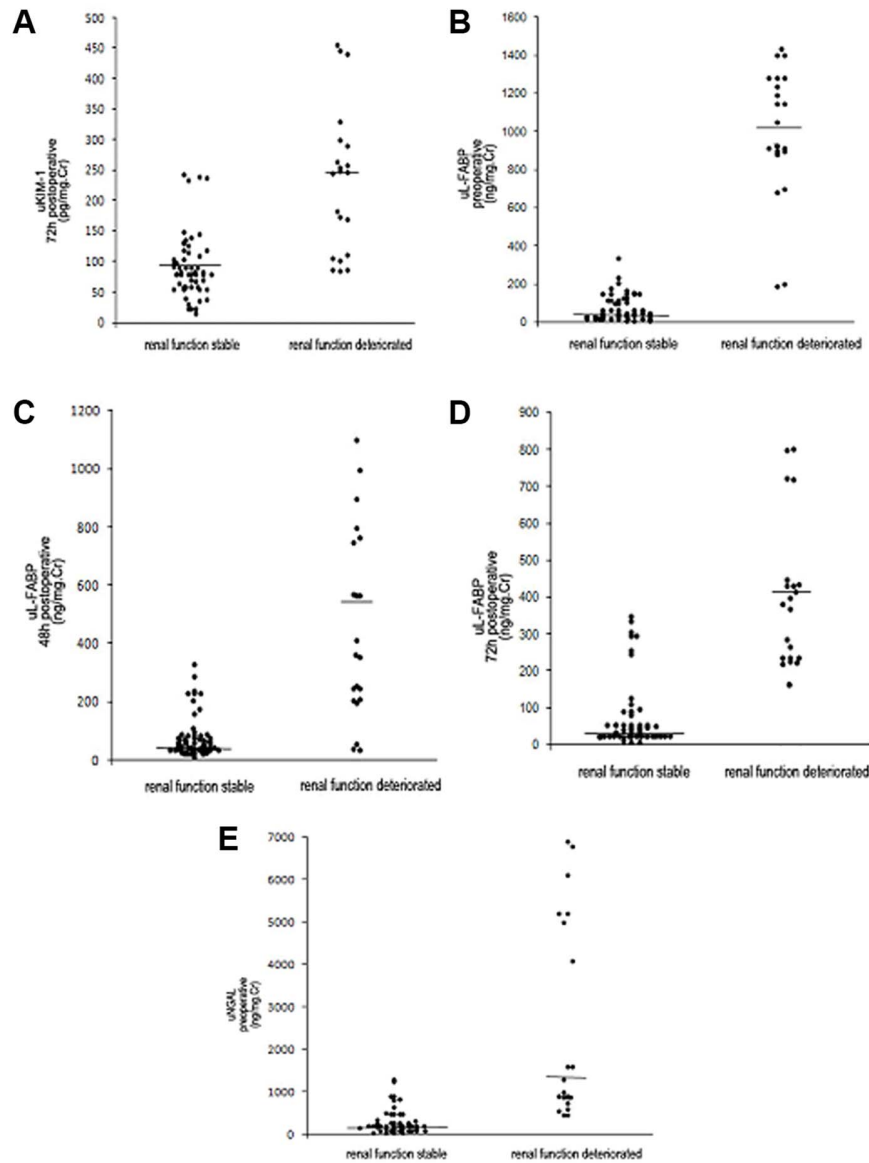 A
uKIM-1
72h postoperative
(pg/mg.Cr)
500
450
400
350
300
250
200
150
100
50
0
renal function stable
renal function deteriorated
B
uL-FABP
preoperative
(ng/mg.Cr)
1600
1400
1200
1000
800
600
400
200
0
renal function stable
renal function deteriorated
C
uL-FABP
48h postoperative
(ng/mg.Cr)
1200
1000
800
600
400
200
0
renal function stable
renal function deteriorated
D
uL-FABP
72h postoperative
(ng/mg.Cr)
900
800
700
600
500
400
300
200
100
0
renal function stable
renal function deteriorated
E
uNGAL
preoperative
(ng/mg.Cr)
7000
6000
5000
4000
3000
2000
1000
0
renal function stable
renal function deteriorated